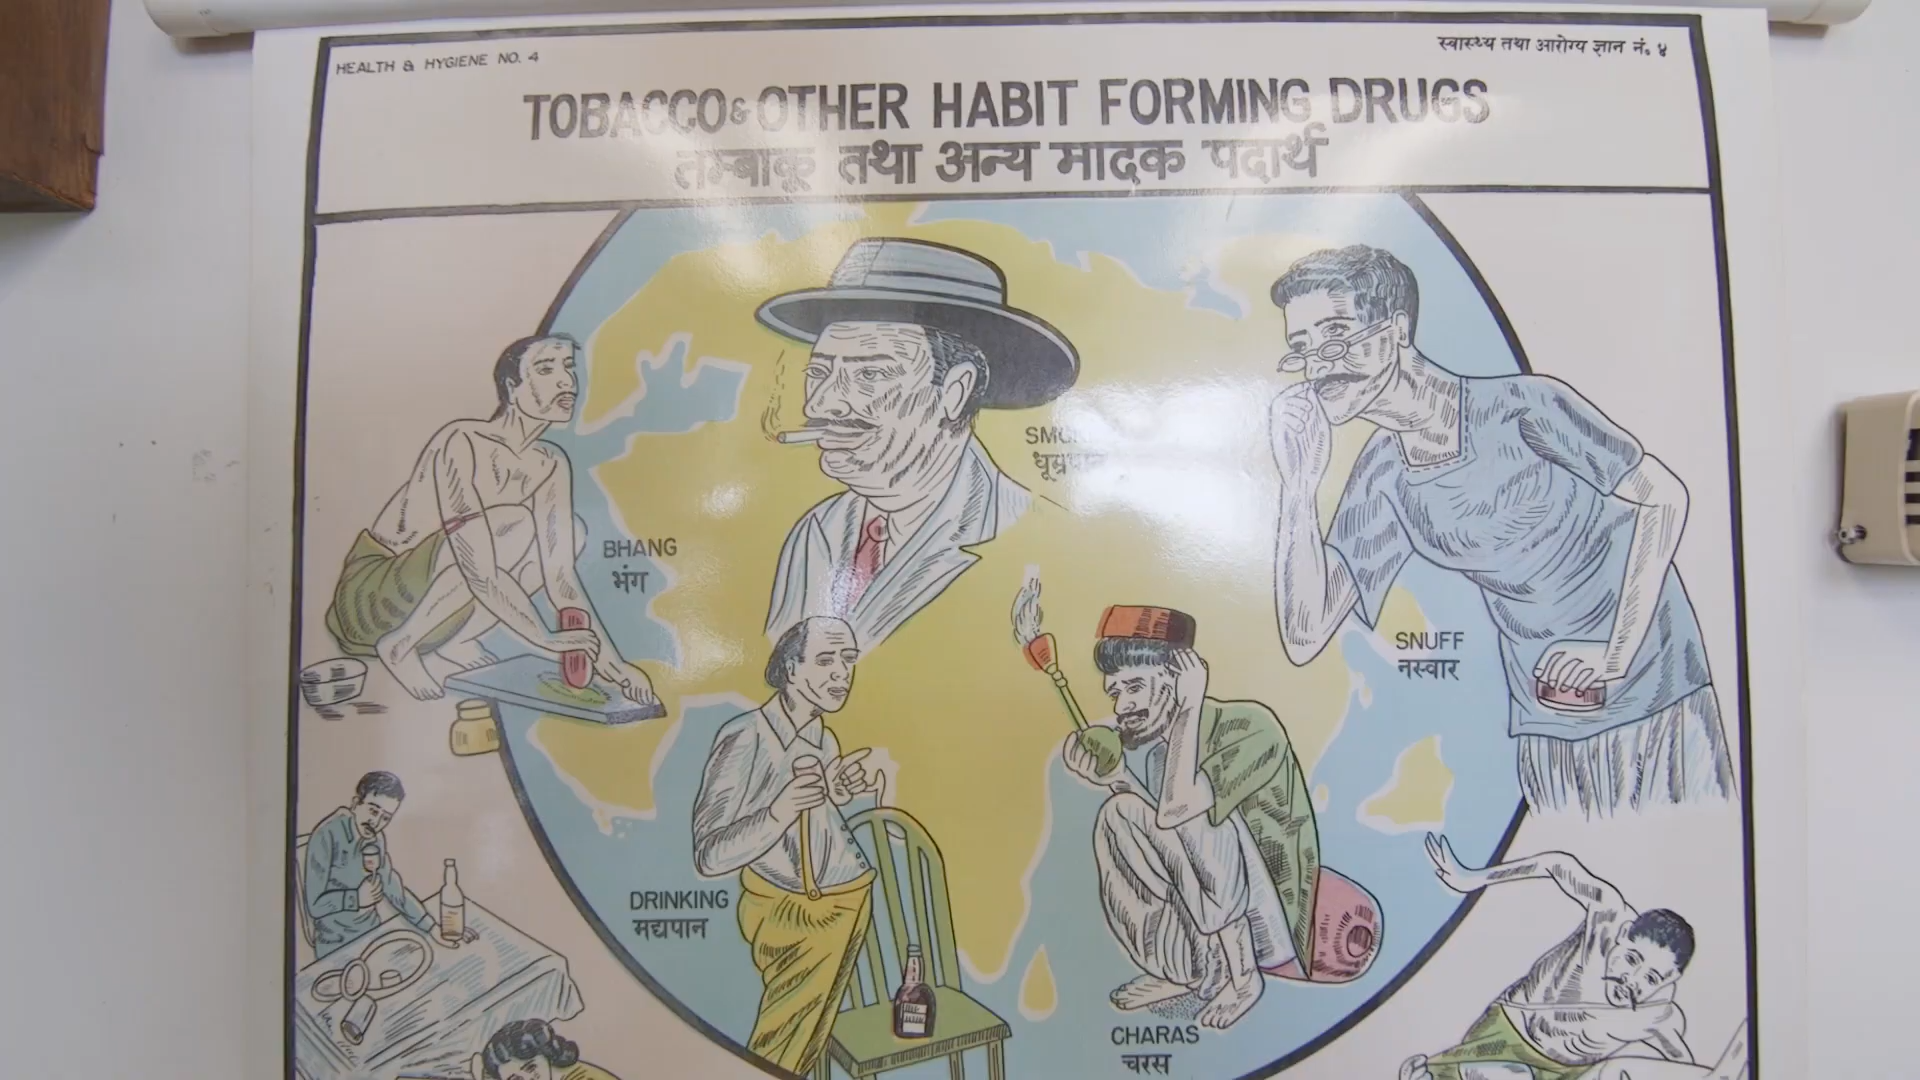 HEALTH & HYGIENE NO. 4
स्वास्थ्य तथा आरोग्य ज्ञान नं. ४
TOBACCO & OTHER HABIT FORMING DRUGS
तम्बाकू तथा अन्य मादक पदार्थ
BHANG
भंग
SNUFF
नस्वार
DRINKING
मद्यपान
CHARAS
चरस